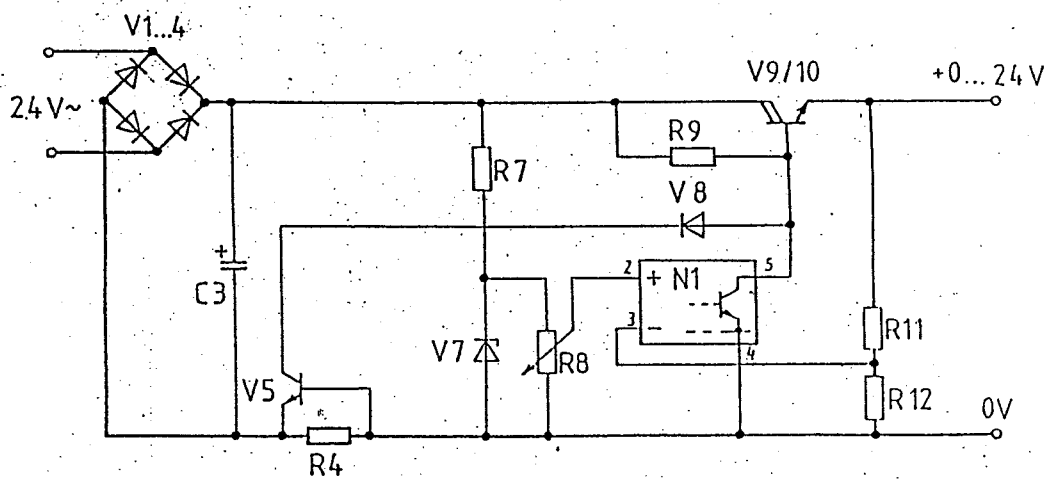 V1...4
V9/10
+0...24V
24V~
R9
R7
V8
+
C3
2
+
N1
5
3
-
4
V7
R8
R11
V5
R12
0V
R4